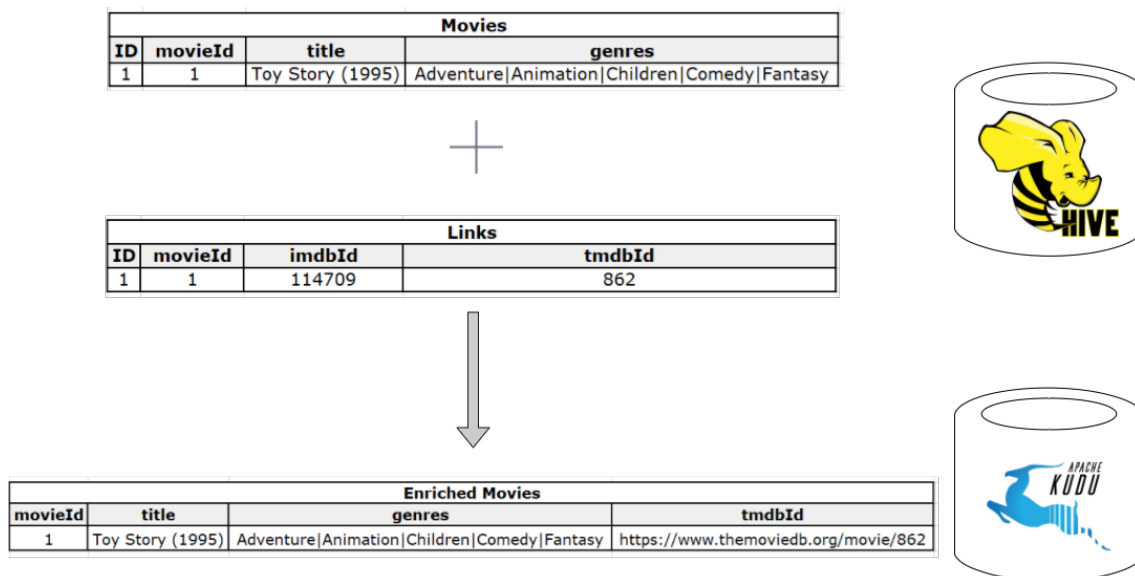 Movies
ID movieId title genres
1 1 Toy Story (1995) Adventure|Animation|Children|Comedy|Fantasy
HIVE
Links
ID movieId imdbId tmdbId
1 1 114709 862
APACHE
KUDU
Enriched Movies
movieId title genres tmdbId
1 Toy Story (1995) Adventure|Animation|Children|Comedy|Fantasy https://www.themoviedb.org/movie/862